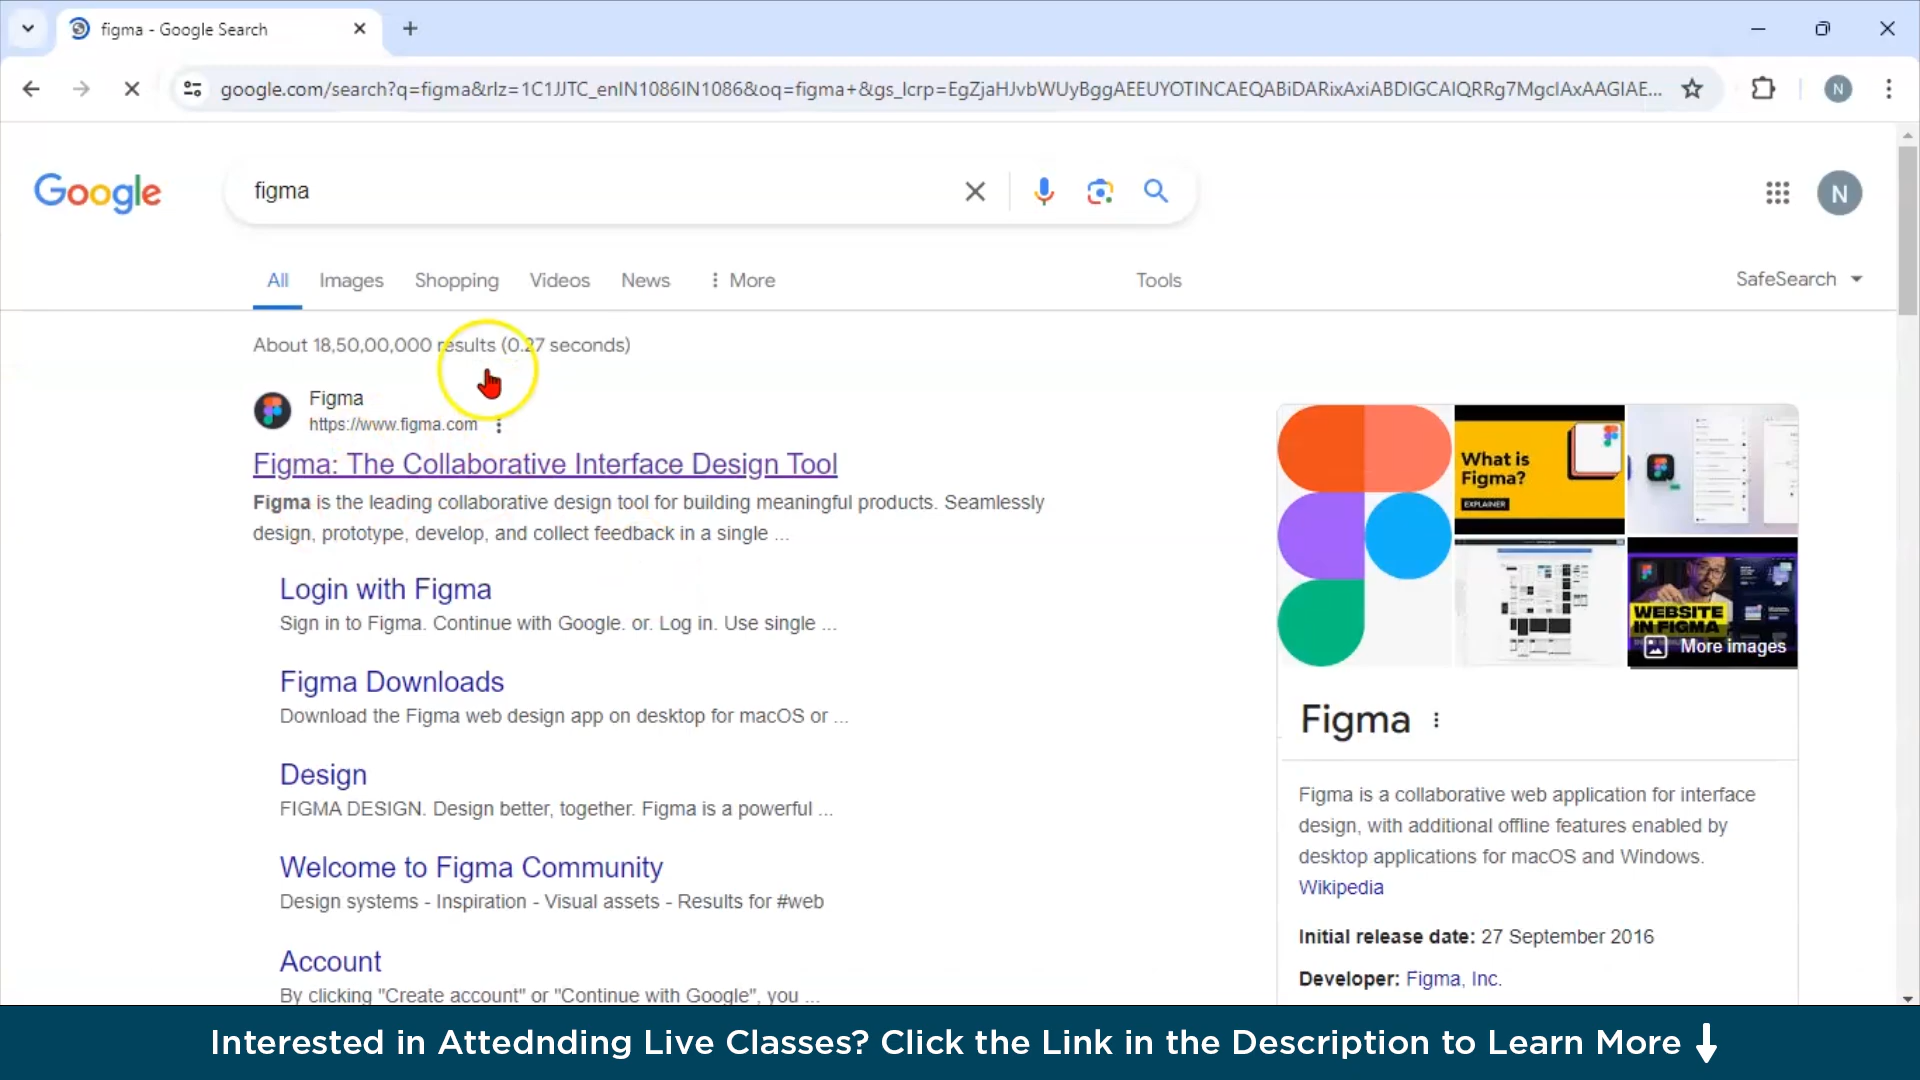 figma - Google Search
google.com/search?q=figma&rlz=1C1JJTC_enIN1086IN1086&oq=figma+&gs_lcrp=EgZjaHJvbWUyBggAEEUYOTINCAEQABiDARixAxiABDIGCAIQRRg7MgcIAxAAGIAE...
N
Google
figma
N
All Images Shopping Videos News More Tools SafeSearch
About 18,50,00,000 results (0.27 seconds)
Figma
https://www.figma.com
Figma: The Collaborative Interface Design Tool
Figma is the leading collaborative design tool for building meaningful products. Seamlessly
design, prototype, develop, and collect feedback in a single ...
Login with Figma
Sign in to Figma. Continue with Google. or. Log in. Use single ...
Figma Downloads
Download the Figma web design app on desktop for macOS or ...
Design
FIGMA DESIGN. Design better, together. Figma is a powerful ...
Welcome to Figma Community
Design systems - Inspiration - Visual assets - Results for #web
Account
By clicking "Create account" or "Continue with Google", you ...
What is
Figma?
EXPLAINER
WEBSITE
IN FIGMA
More images
Figma
Figma is a collaborative web application for interface
design, with additional offline features enabled by
desktop applications for macOS and Windows.
Wikipedia
Initial release date: 27 September 2016
Developer: Figma, Inc.
Interested in Attednding Live Classes? Click the Link in the Description to Learn More